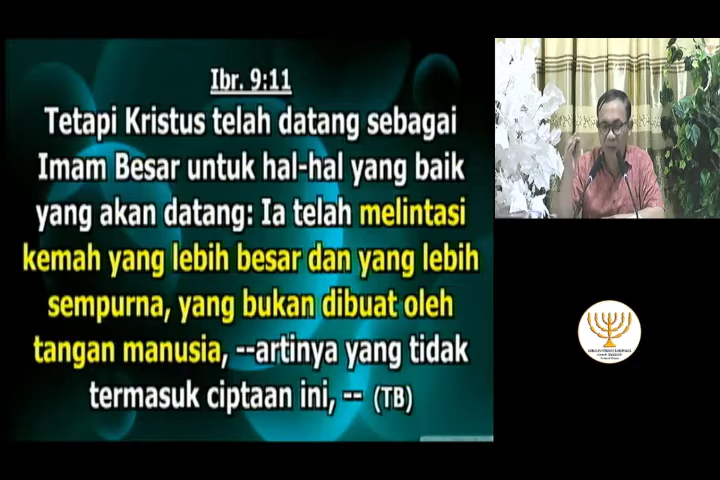 Ibr. 9:11
Tetapi Kristus telah datang sebagai
Imam Besar untuk hal-hal yang baik
yang akan datang: Ia telah melintasi
kemah yang lebih besar dan yang lebih
sempurna, yang bukan dibuat oleh
tangan manusia, --artinya yang tidak
termasuk ciptaan ini, -- (TB)